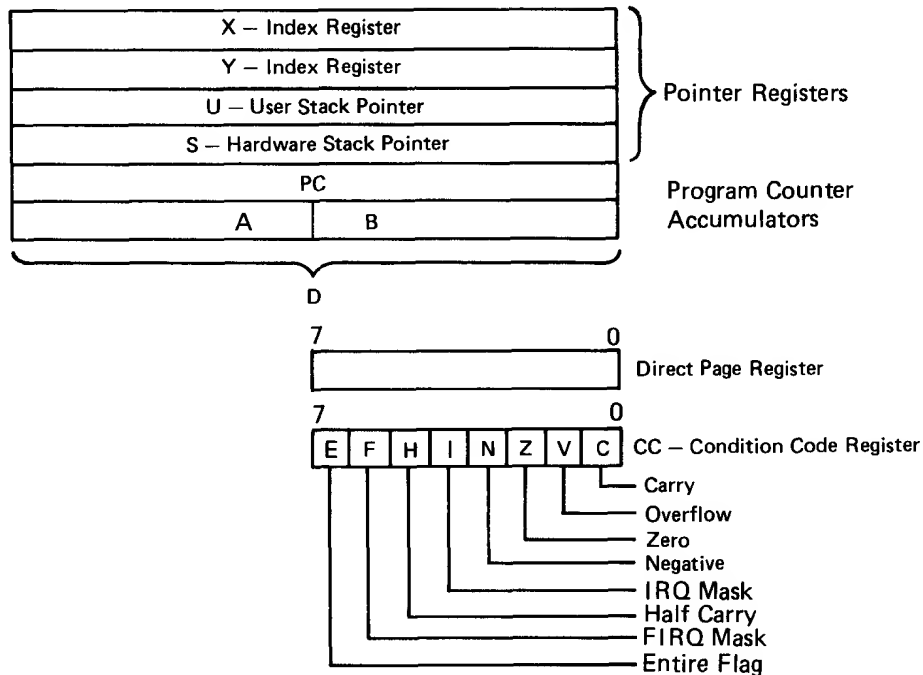 X – Index Register
Y – Index Register
U – User Stack Pointer
S – Hardware Stack Pointer
Pointer Registers
PC
Program Counter
A B
Accumulators
D
7 0
Direct Page Register
7 0
E F H I N Z V C
CC – Condition Code Register
Carry
Overflow
Zero
Negative
IRQ Mask
Half Carry
FIRQ Mask
Entire Flag